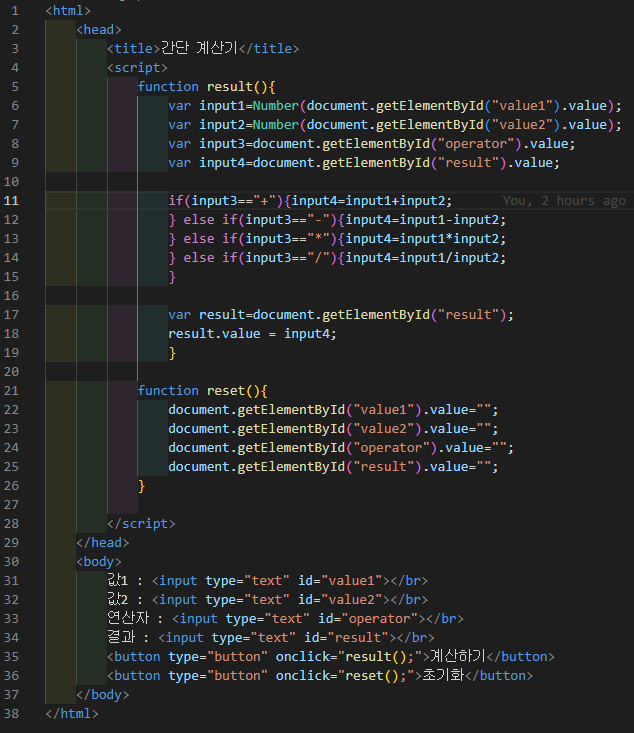 1 <html>
2 <head>
3 <title>간단 계산기</title>
4 <script>
5 function result(){
6 var input1=Number(document.getElementById("value1").value);
7 var input2=Number(document.getElementById("value2").value);
8 var input3=document.getElementById("operator").value;
9 var input4=document.getElementById("result").value;
10
11 if(input3=="+"){input4=input1+input2; You, 2 hours ago
12 } else if(input3=="-"){input4=input1-input2;
13 } else if(input3=="*"){input4=input1*input2;
14 } else if(input3=="/"){input4=input1/input2;
15 }
16
17 var result=document.getElementById("result");
18 result.value = input4;
19 }
20
21 function reset(){
22 document.getElementById("value1").value="";
23 document.getElementById("value2").value="";
24 document.getElementById("operator").value="";
25 document.getElementById("result").value="";
26 }
27
28 </script>
29 </head>
30 <body>
31 값1 : <input type="text" id="value1"></br>
32 값2 : <input type="text" id="value2"></br>
33 연산자 : <input type="text" id="operator"></br>
34 결과 : <input type="text" id="result"></br>
35 <button type="button" onclick="result();">계산하기</button>
36 <button type="button" onclick="reset();">초기화</button>
37 </body>
38 </html>